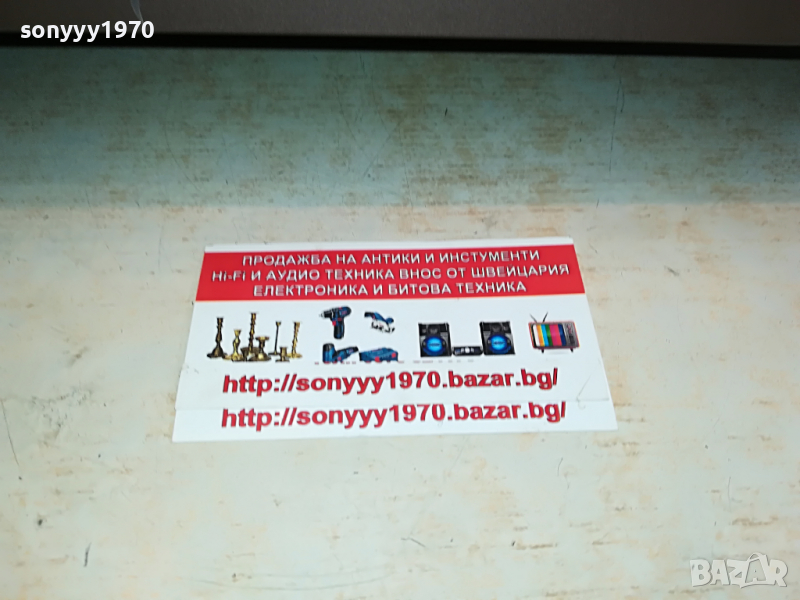 sonyyy1970
ПРОДАЖБА НА АНТИКИ И ИНСТУМЕНТИ
Hi-Fi И АУДИО ТЕХНИКА ВНОС ОТ ШВЕИЦАРИЯ
ЕЛЕКТРОНИКА И БИТОВА ТЕХНИКА
http://sonyyy1970.bazar.bg/
http://sonyyy1970.bazar.bg/
BAZAR